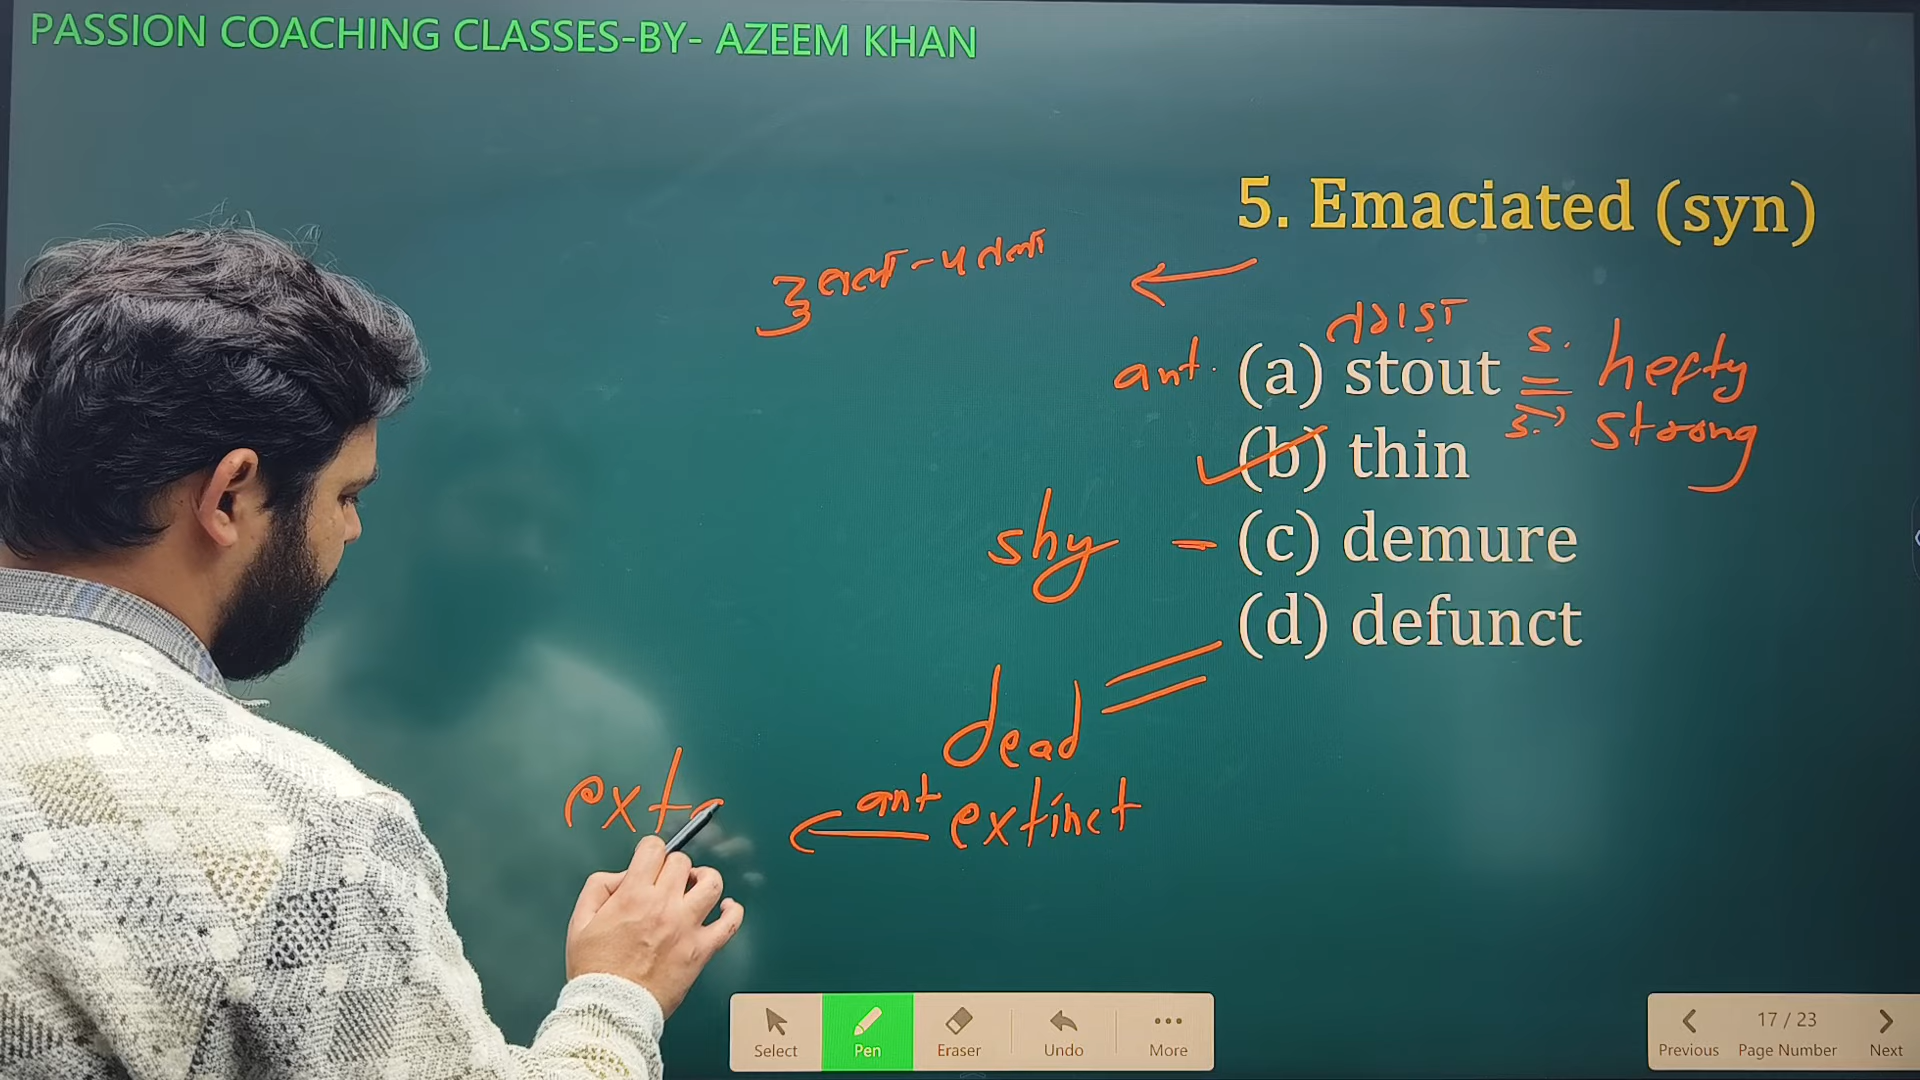 PASSION COACHING CLASSES-BY- AZEEM KHAN
5. Emaciated (syn)
ant. (a) stout s. hefty
s. strong
(b) thin
shy - (c) demure
(d) defunct
dead
ant extinct
Select Pen Eraser Undo More
Previous 17 / 23 Page Number Next